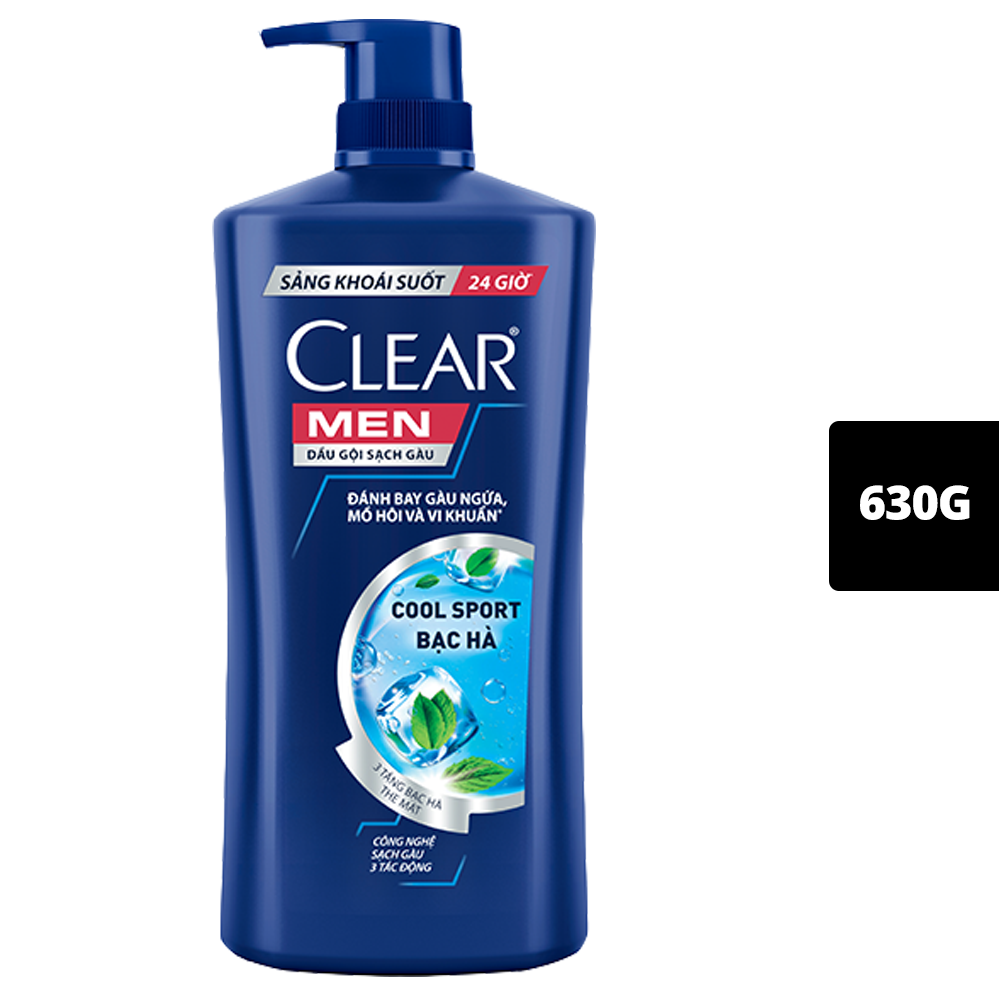 SẢNG KHOÁI SUỐT 24 GIỜ
CLEAR®
MEN
DẦU GỘI SẠCH GÀU
ĐÁNH BAY GÀU NGỨA,
MỒ HÔI VÀ VI KHUẨN*
COOL SPORT
BẠC HÀ
3 TẦNG BẠC HÀ
THE MÁT
CÔNG NGHỆ
SẠCH GÀU
3 TÁC ĐỘNG
630G